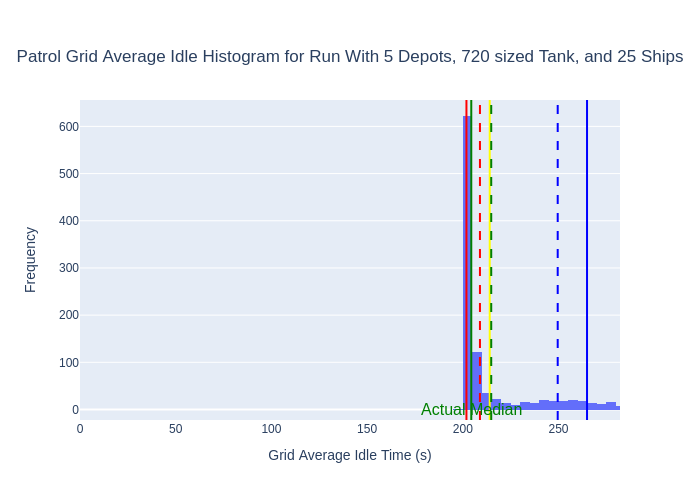 Patrol Grid Average Idle Histogram for Run With 5 Depots, 720 sized Tank, and 25 Ships
600
500
400
300
200
100
0
Frequency
Actual Median
0 50 100 150 200 250
Grid Average Idle Time (s)